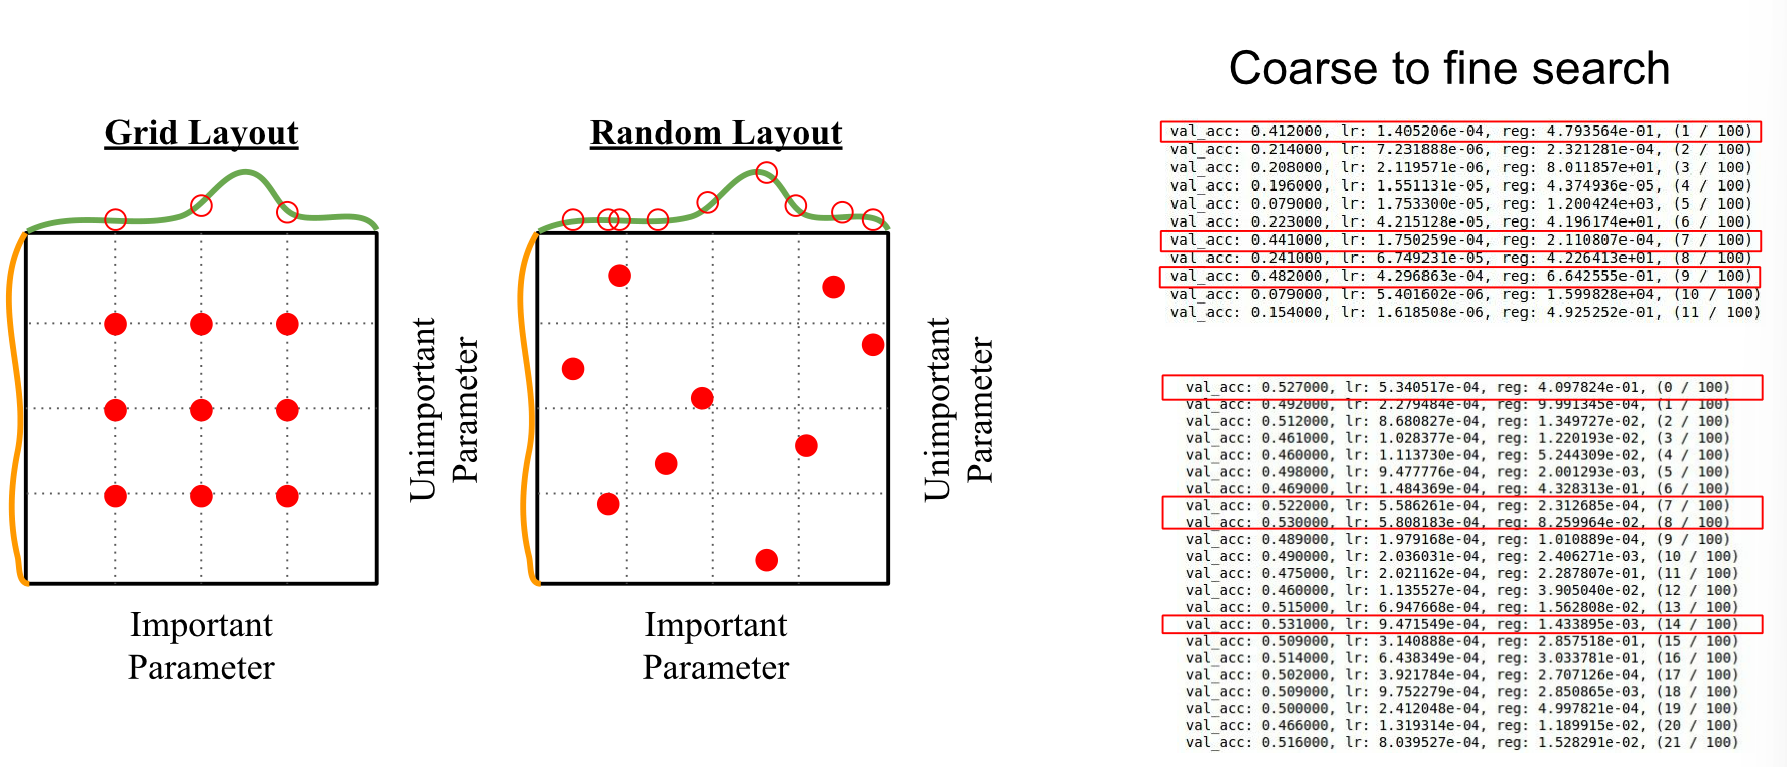 Grid Layout
Unimportant
Parameter
Important
Parameter
Random Layout
Unimportant
Parameter
Important
Parameter
Coarse to fine search
val_acc: 0.412000, lr: 1.405206e-04, reg: 4.793564e-01, (1 / 100)
val_acc: 0.214000, lr: 7.231888e-06, reg: 2.321281e-04, (2 / 100)
val_acc: 0.208000, lr: 2.119571e-06, reg: 8.011857e+01, (3 / 100)
val_acc: 0.196000, lr: 1.551131e-05, reg: 4.374936e-05, (4 / 100)
val_acc: 0.079000, lr: 1.753300e-05, reg: 1.200424e+03, (5 / 100)
val_acc: 0.223000, lr: 4.215128e-05, reg: 4.196174e+01, (6 / 100)
val_acc: 0.441000, lr: 1.750259e-04, reg: 2.110807e-04, (7 / 100)
val_acc: 0.241000, lr: 6.749231e-05, reg: 4.226413e+01, (8 / 100)
val_acc: 0.482000, lr: 4.296863e-04, reg: 6.642555e-01, (9 / 100)
val_acc: 0.079000, lr: 5.401602e-06, reg: 1.599828e+04, (10 / 100)
val_acc: 0.154000, lr: 1.618508e-06, reg: 4.925252e-01, (11 / 100)
val_acc: 0.527000, lr: 5.340517e-04, reg: 4.097824e-01, (0 / 100)
val_acc: 0.492000, lr: 2.279484e-04, reg: 9.991345e-04, (1 / 100)
val_acc: 0.512000, lr: 8.680827e-04, reg: 1.349727e-02, (2 / 100)
val_acc: 0.461000, lr: 1.028377e-04, reg: 1.220193e-02, (3 / 100)
val_acc: 0.460000, lr: 1.113730e-04, reg: 5.244309e-02, (4 / 100)
val_acc: 0.498000, lr: 9.477776e-04, reg: 2.001293e-03, (5 / 100)
val_acc: 0.469000, lr: 1.484369e-04, reg: 4.328313e-01, (6 / 100)
val_acc: 0.522000, lr: 5.586261e-04, reg: 2.312685e-04, (7 / 100)
val_acc: 0.530000, lr: 5.808183e-04, reg: 8.259964e-02, (8 / 100)
val_acc: 0.489000, lr: 1.979168e-04, reg: 1.010889e-04, (9 / 100)
val_acc: 0.490000, lr: 2.036031e-04, reg: 2.406271e-03, (10 / 100)
val_acc: 0.475000, lr: 2.021162e-04, reg: 2.287807e-01, (11 / 100)
val_acc: 0.460000, lr: 1.135527e-04, reg: 3.905040e-02, (12 / 100)
val_acc: 0.515000, lr: 6.947668e-04, reg: 1.562808e-02, (13 / 100)
val_acc: 0.531000, lr: 9.471549e-04, reg: 1.433895e-03, (14 / 100)
val_acc: 0.509000, lr: 3.140888e-04, reg: 2.857518e-01, (15 / 100)
val_acc: 0.514000, lr: 6.438349e-04, reg: 3.033781e-01, (16 / 100)
val_acc: 0.502000, lr: 3.921784e-04, reg: 2.707126e-04, (17 / 100)
val_acc: 0.509000, lr: 9.752279e-04, reg: 2.850865e-03, (18 / 100)
val_acc: 0.500000, lr: 2.412048e-04, reg: 4.997821e-04, (19 / 100)
val_acc: 0.466000, lr: 1.319314e-04, reg: 1.189915e-02, (20 / 100)
val_acc: 0.516000, lr: 8.039527e-04, reg: 1.528291e-02, (21 / 100)